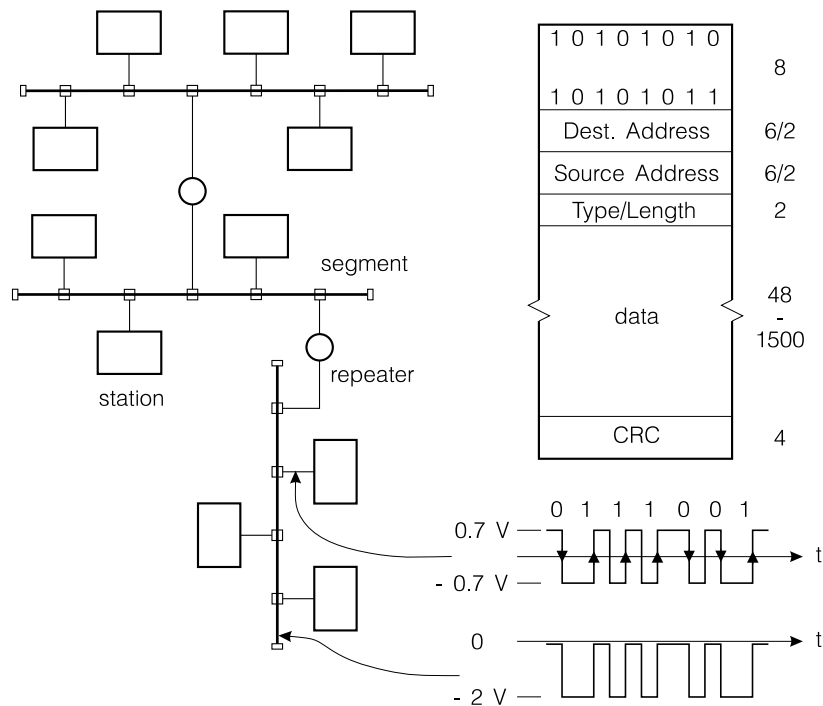 1 0 1 0 1 0 1 0
8
1 0 1 0 1 0 1 1
Dest. Address 6/2
Source Address 6/2
Type/Length 2
segment
data
48
-
1500
repeater
station
CRC 4
0 1 1 1 0 0 1
0.7 V
t
- 0.7 V
0
t
- 2 V